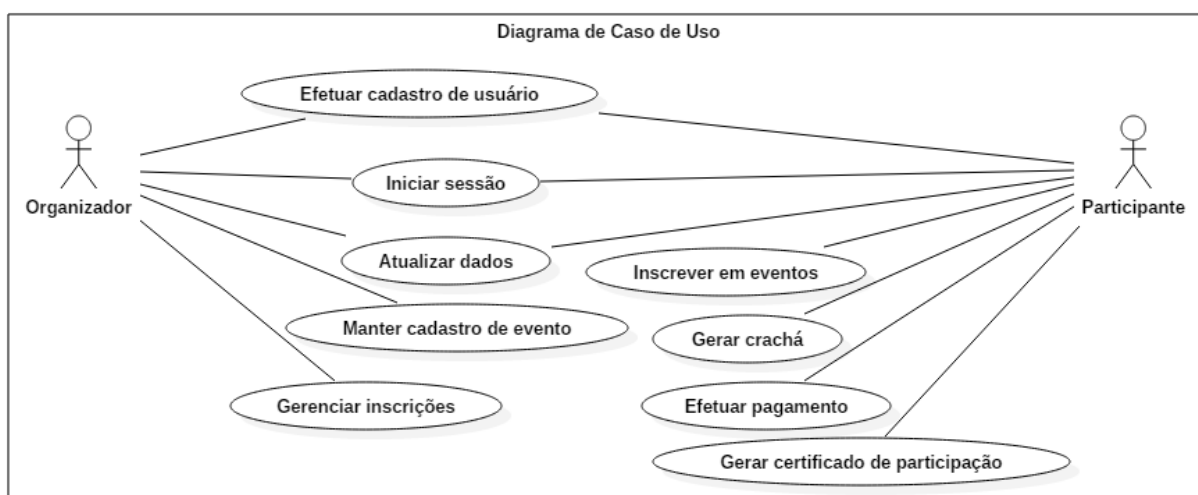 Diagrama de Caso de Uso
Efetuar cadastro de usuário
Iniciar sessão
Organizador
Participante
Atualizar dados
Inscrever em eventos
Manter cadastro de evento
Gerar crachá
Gerenciar inscrições
Efetuar pagamento
Gerar certificado de participação